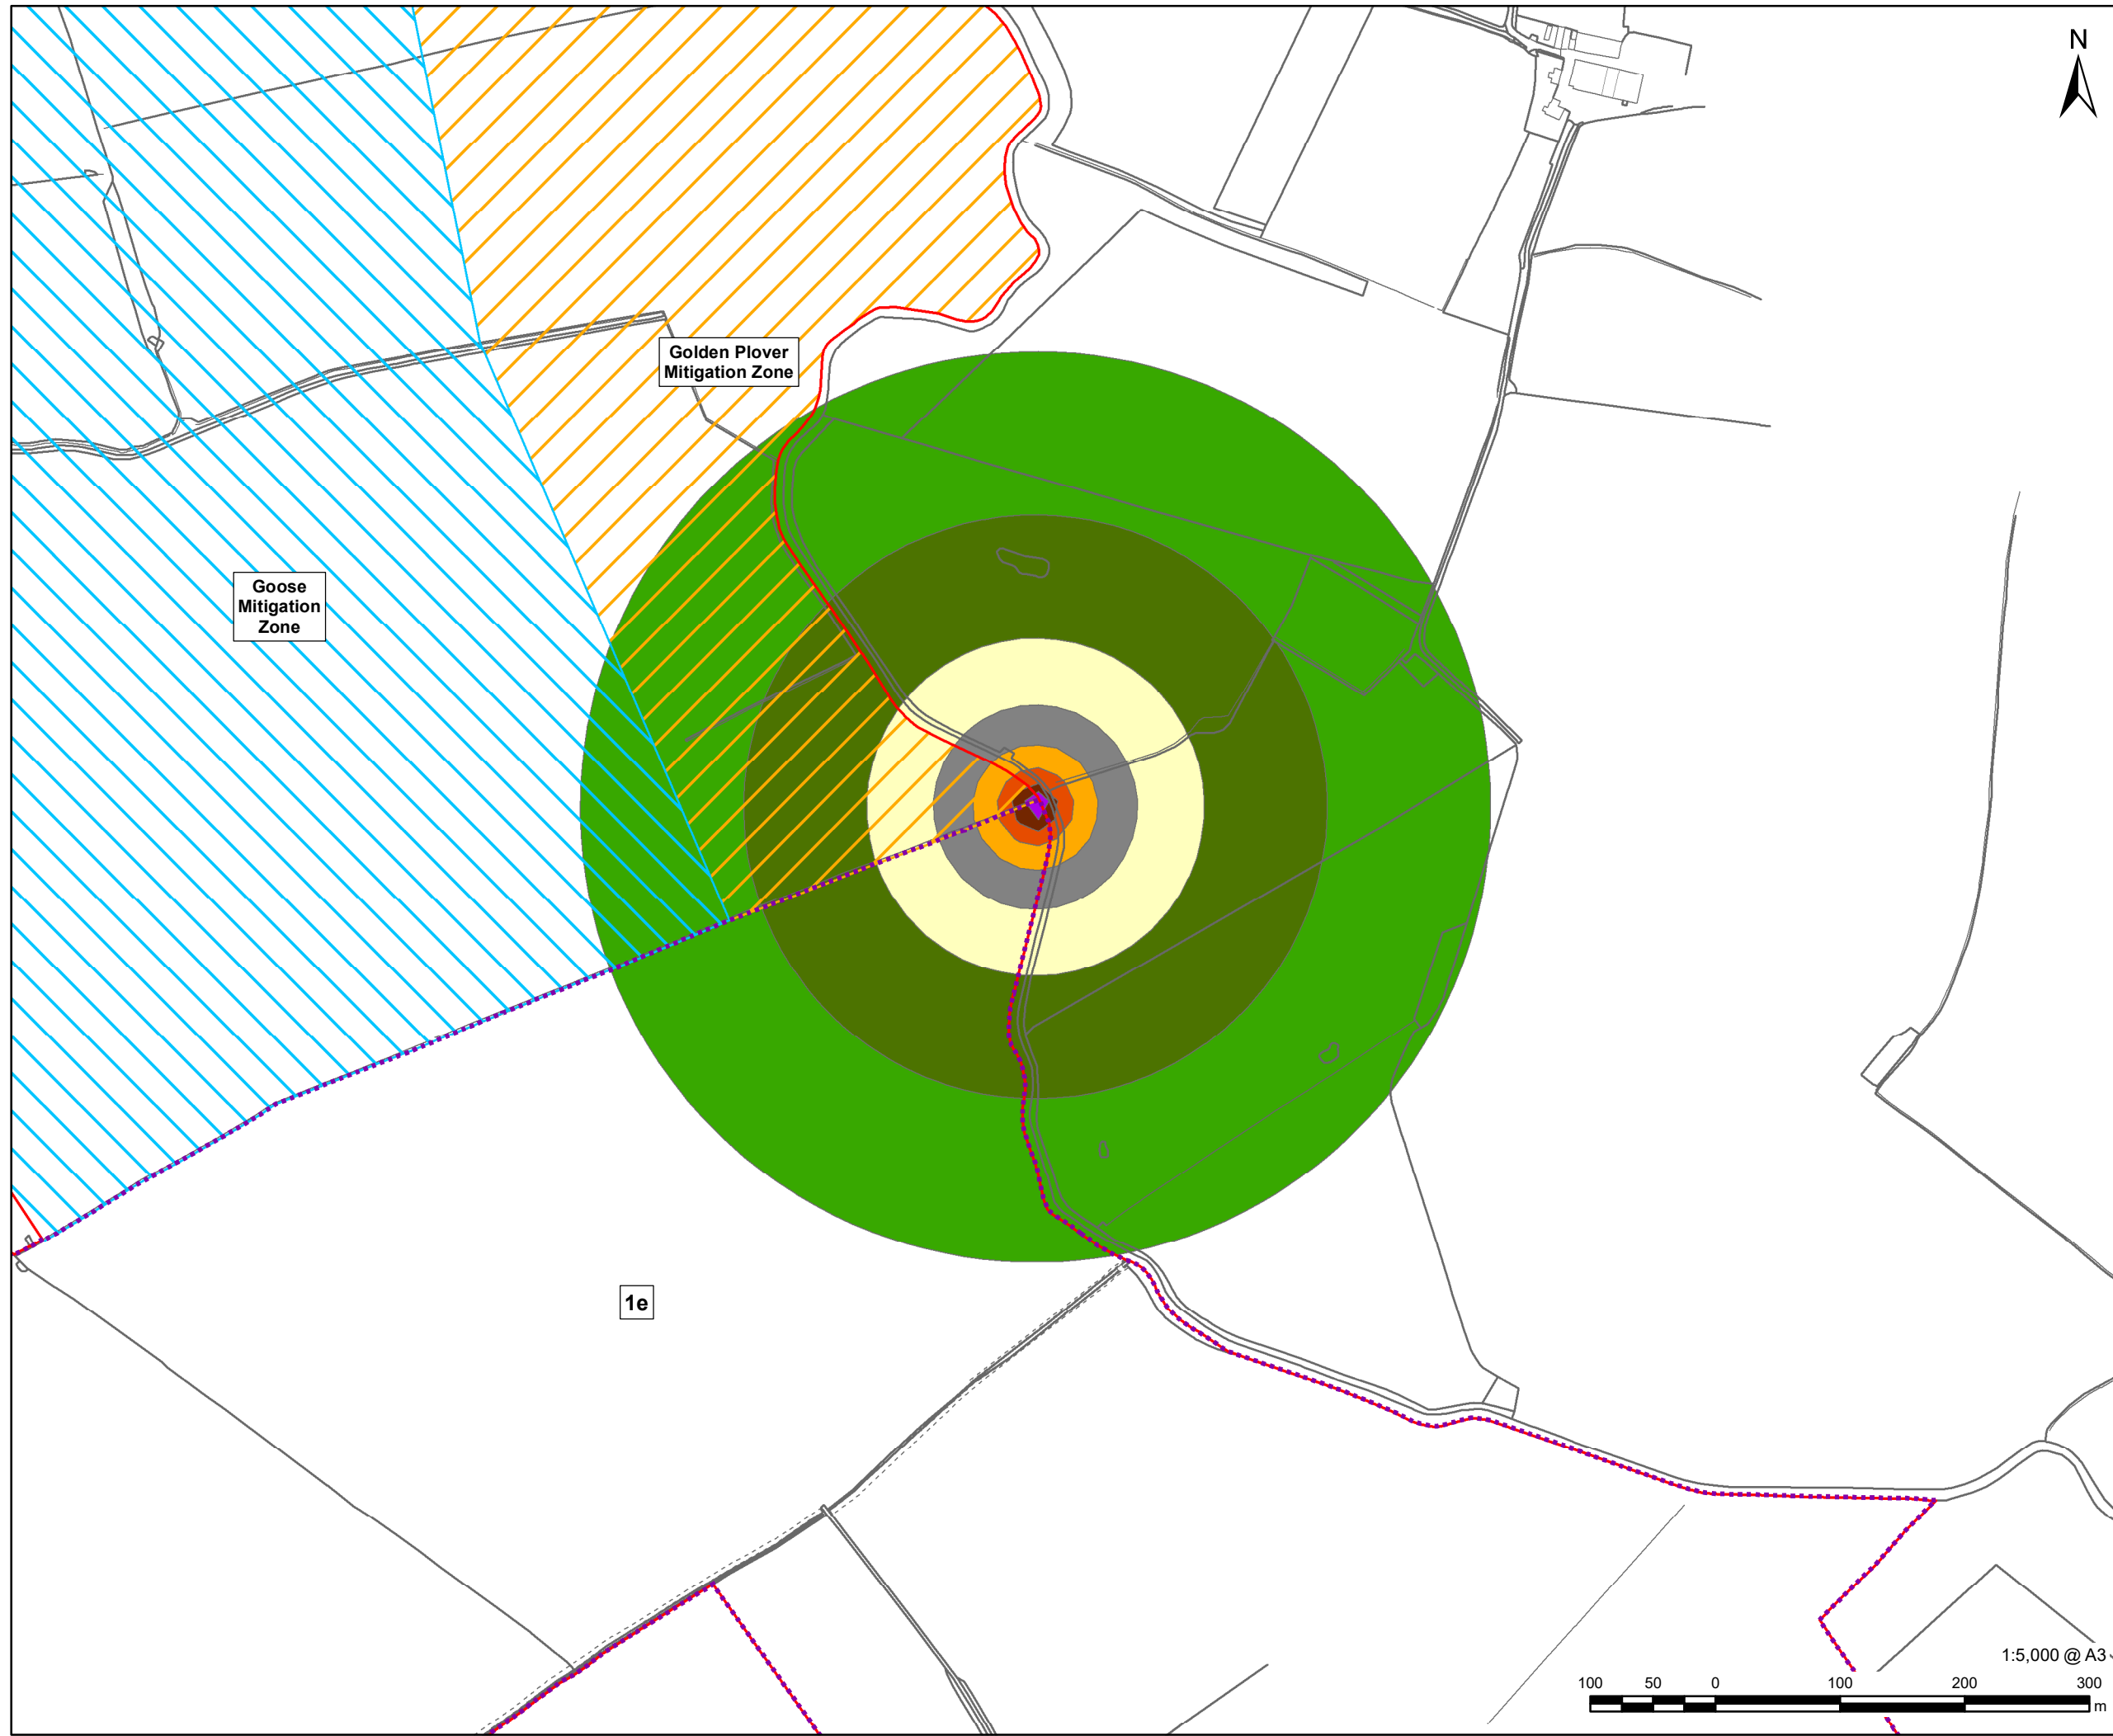 N
Golden Plover
Mitigation Zone
Goose
Mitigation
Zone
1e
1:5,000 @ A3
100 50 0 100 200 300
m